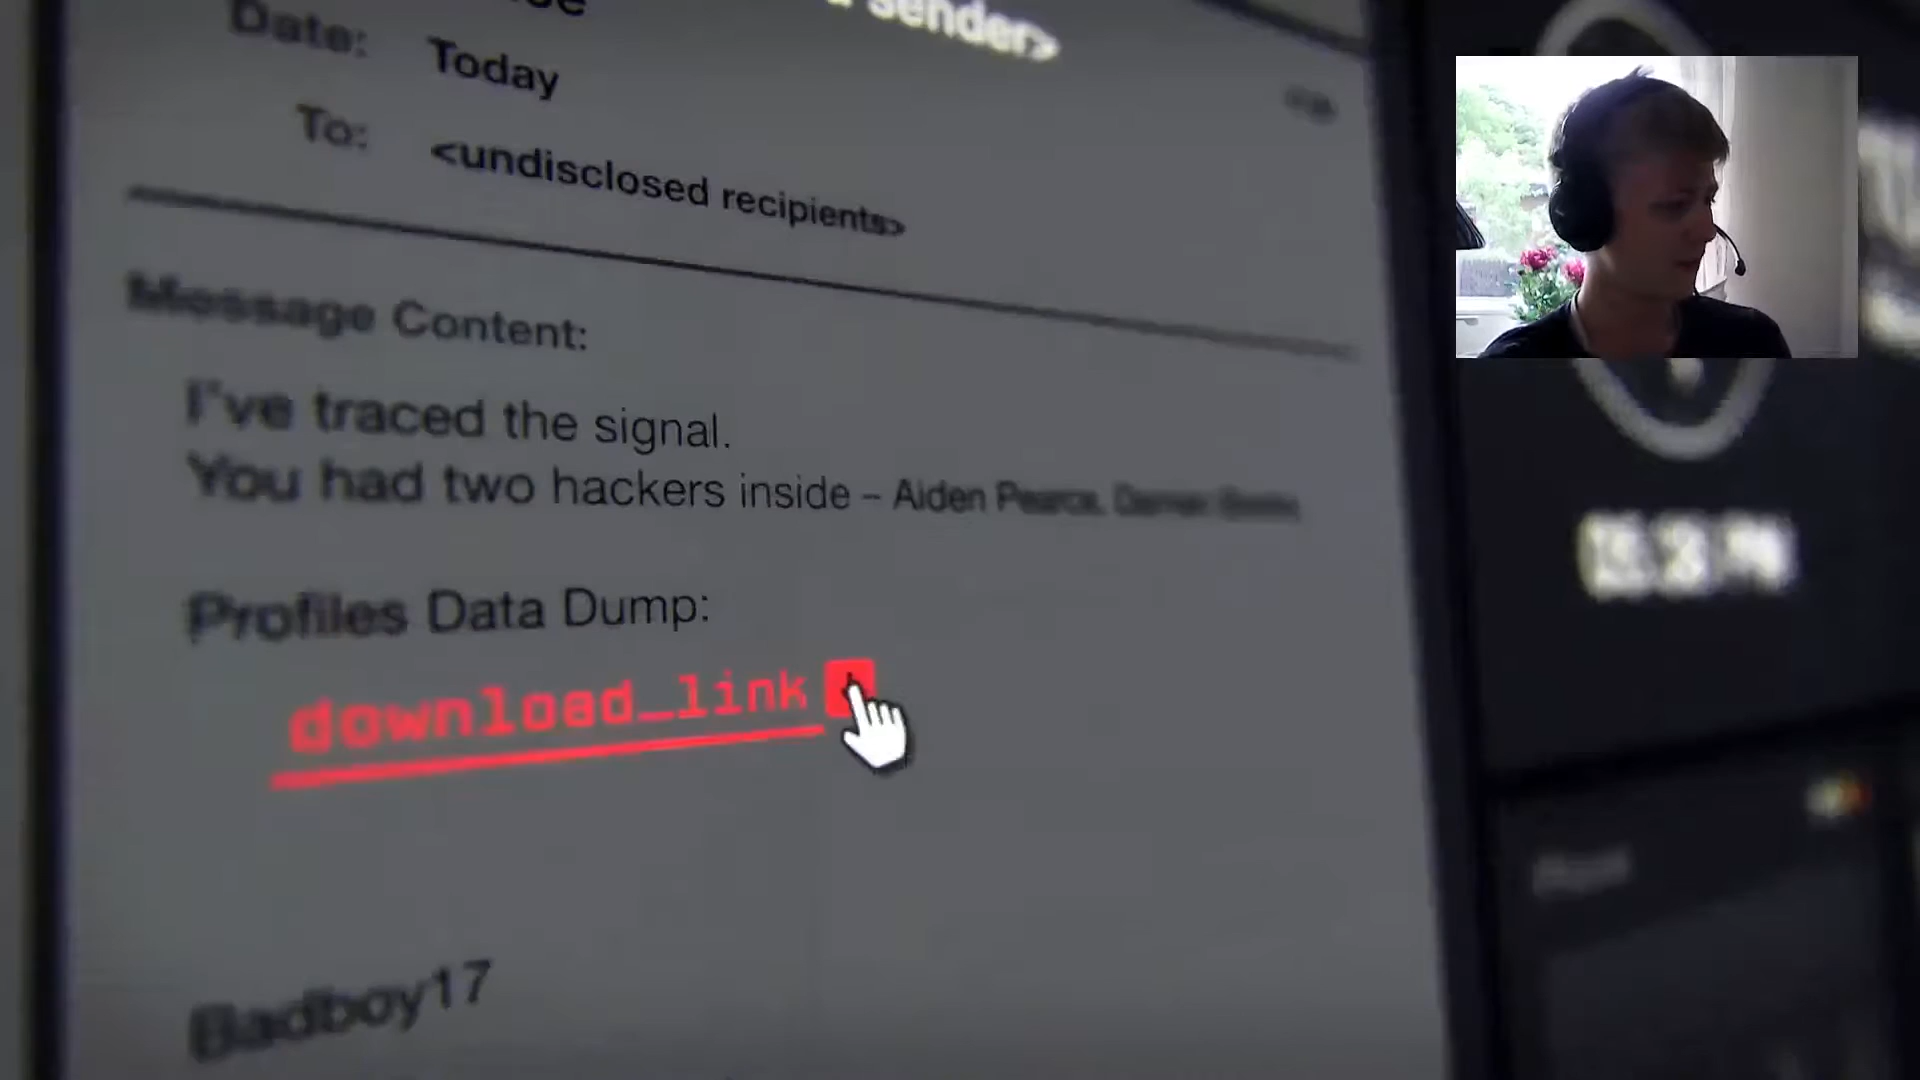 sender>
Date: Today
To: <undisclosed recipients>
Message Content:
I've traced the signal.
You had two hackers inside – Aiden Pearce,
Profiles Data Dump:
download_link
Badboy17